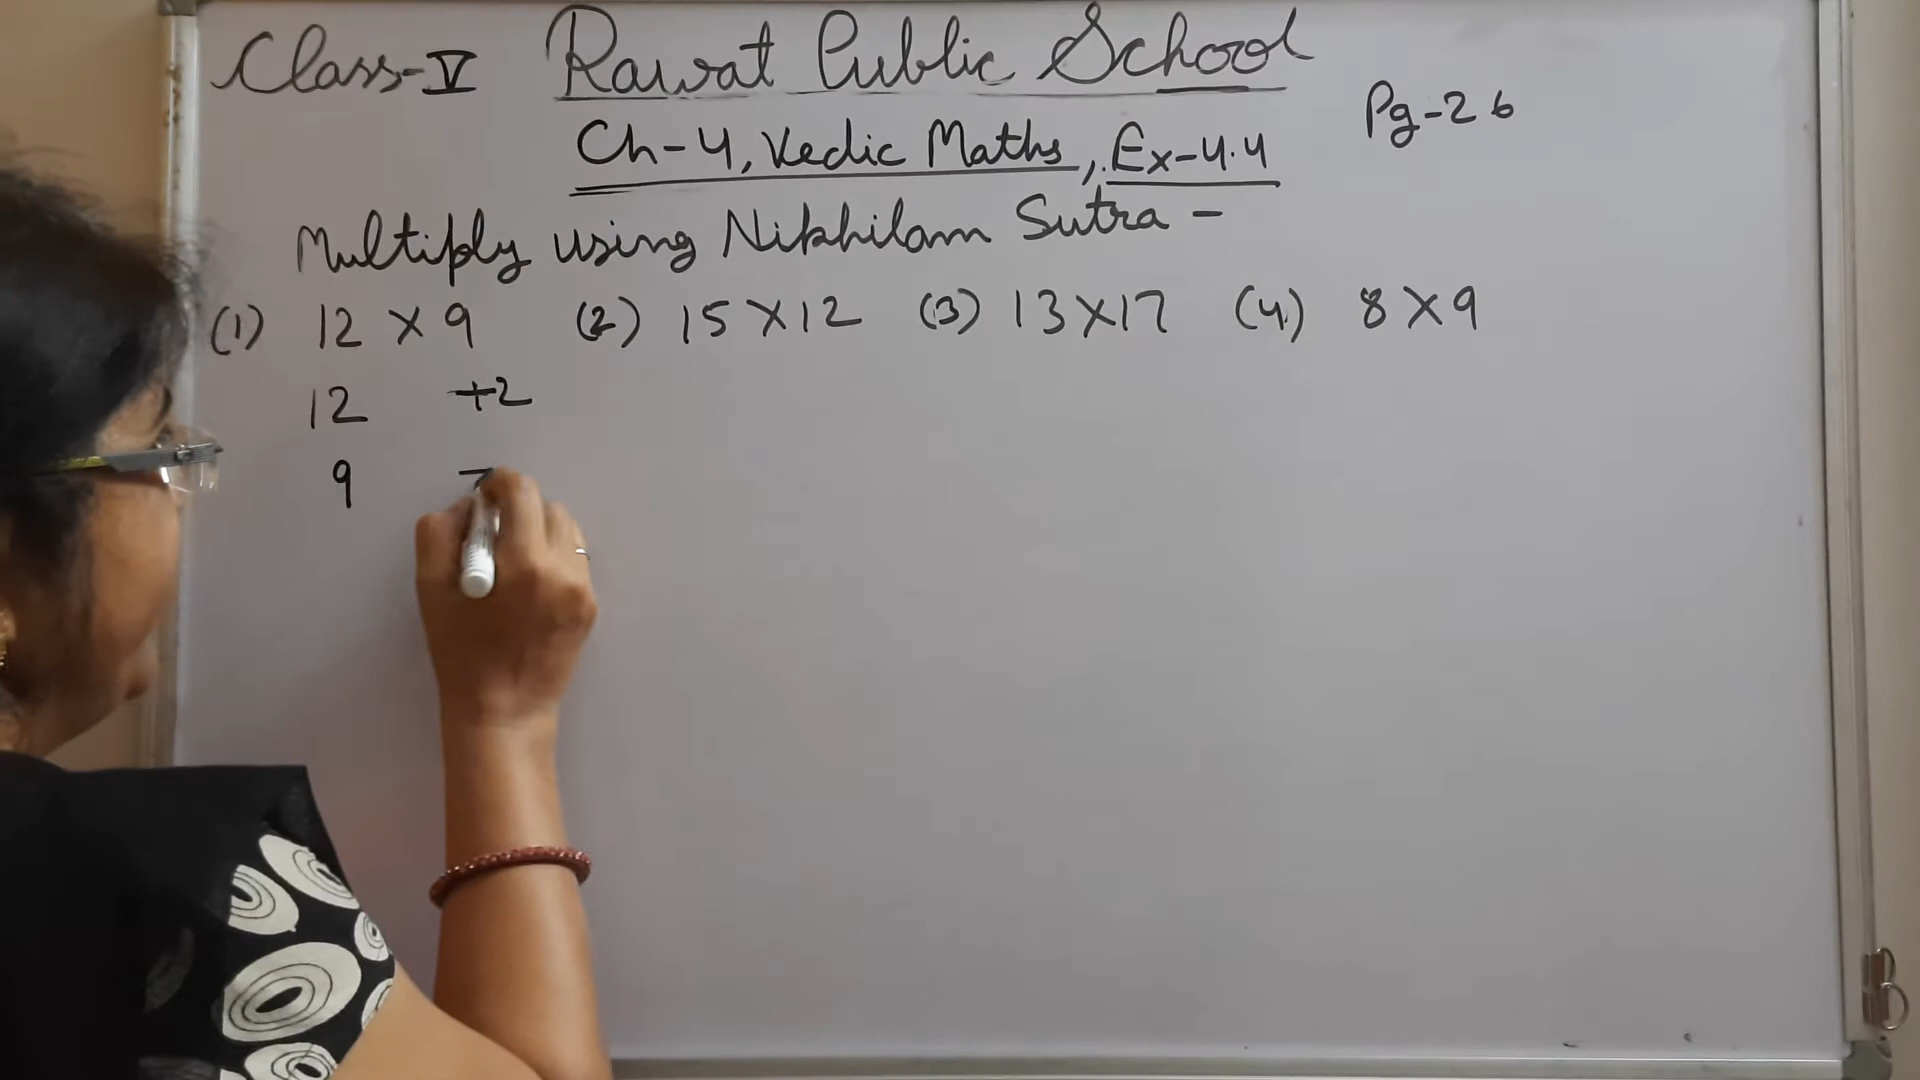 Class-V Rawat Public School
Pg-26
Ch-4, Vedic Maths, Ex-4.4
Multiply using Nikhilam Sutra -
(1) 12 X 9 (2) 15 X 12 (3) 13 X 17 (4) 8 X 9
12 +2
9 -